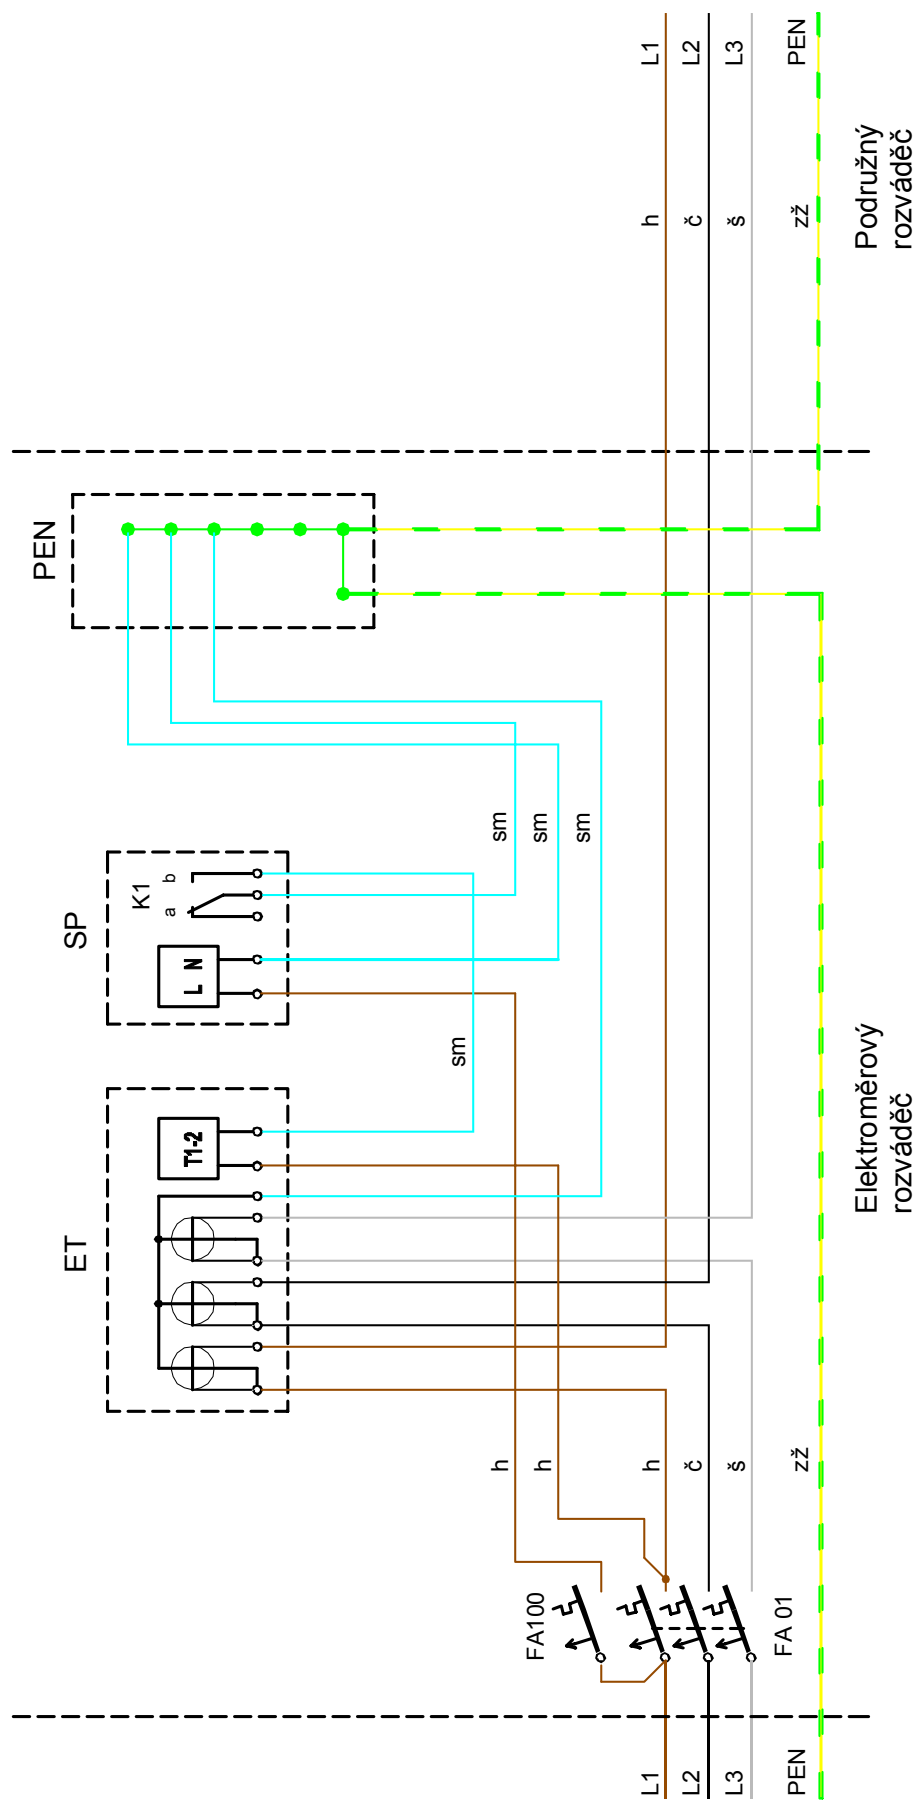 PEN
ET
SP
K1
a b
T1-2
L N
sm
h
sm
FA100
h
sm
sm
L1
h
h
L1
L2
č
č
L2
L3
š
š
L3
FA 01
PEN
zž
zž
PEN
Elektroměrový
rozváděč
Podružný
rozváděč